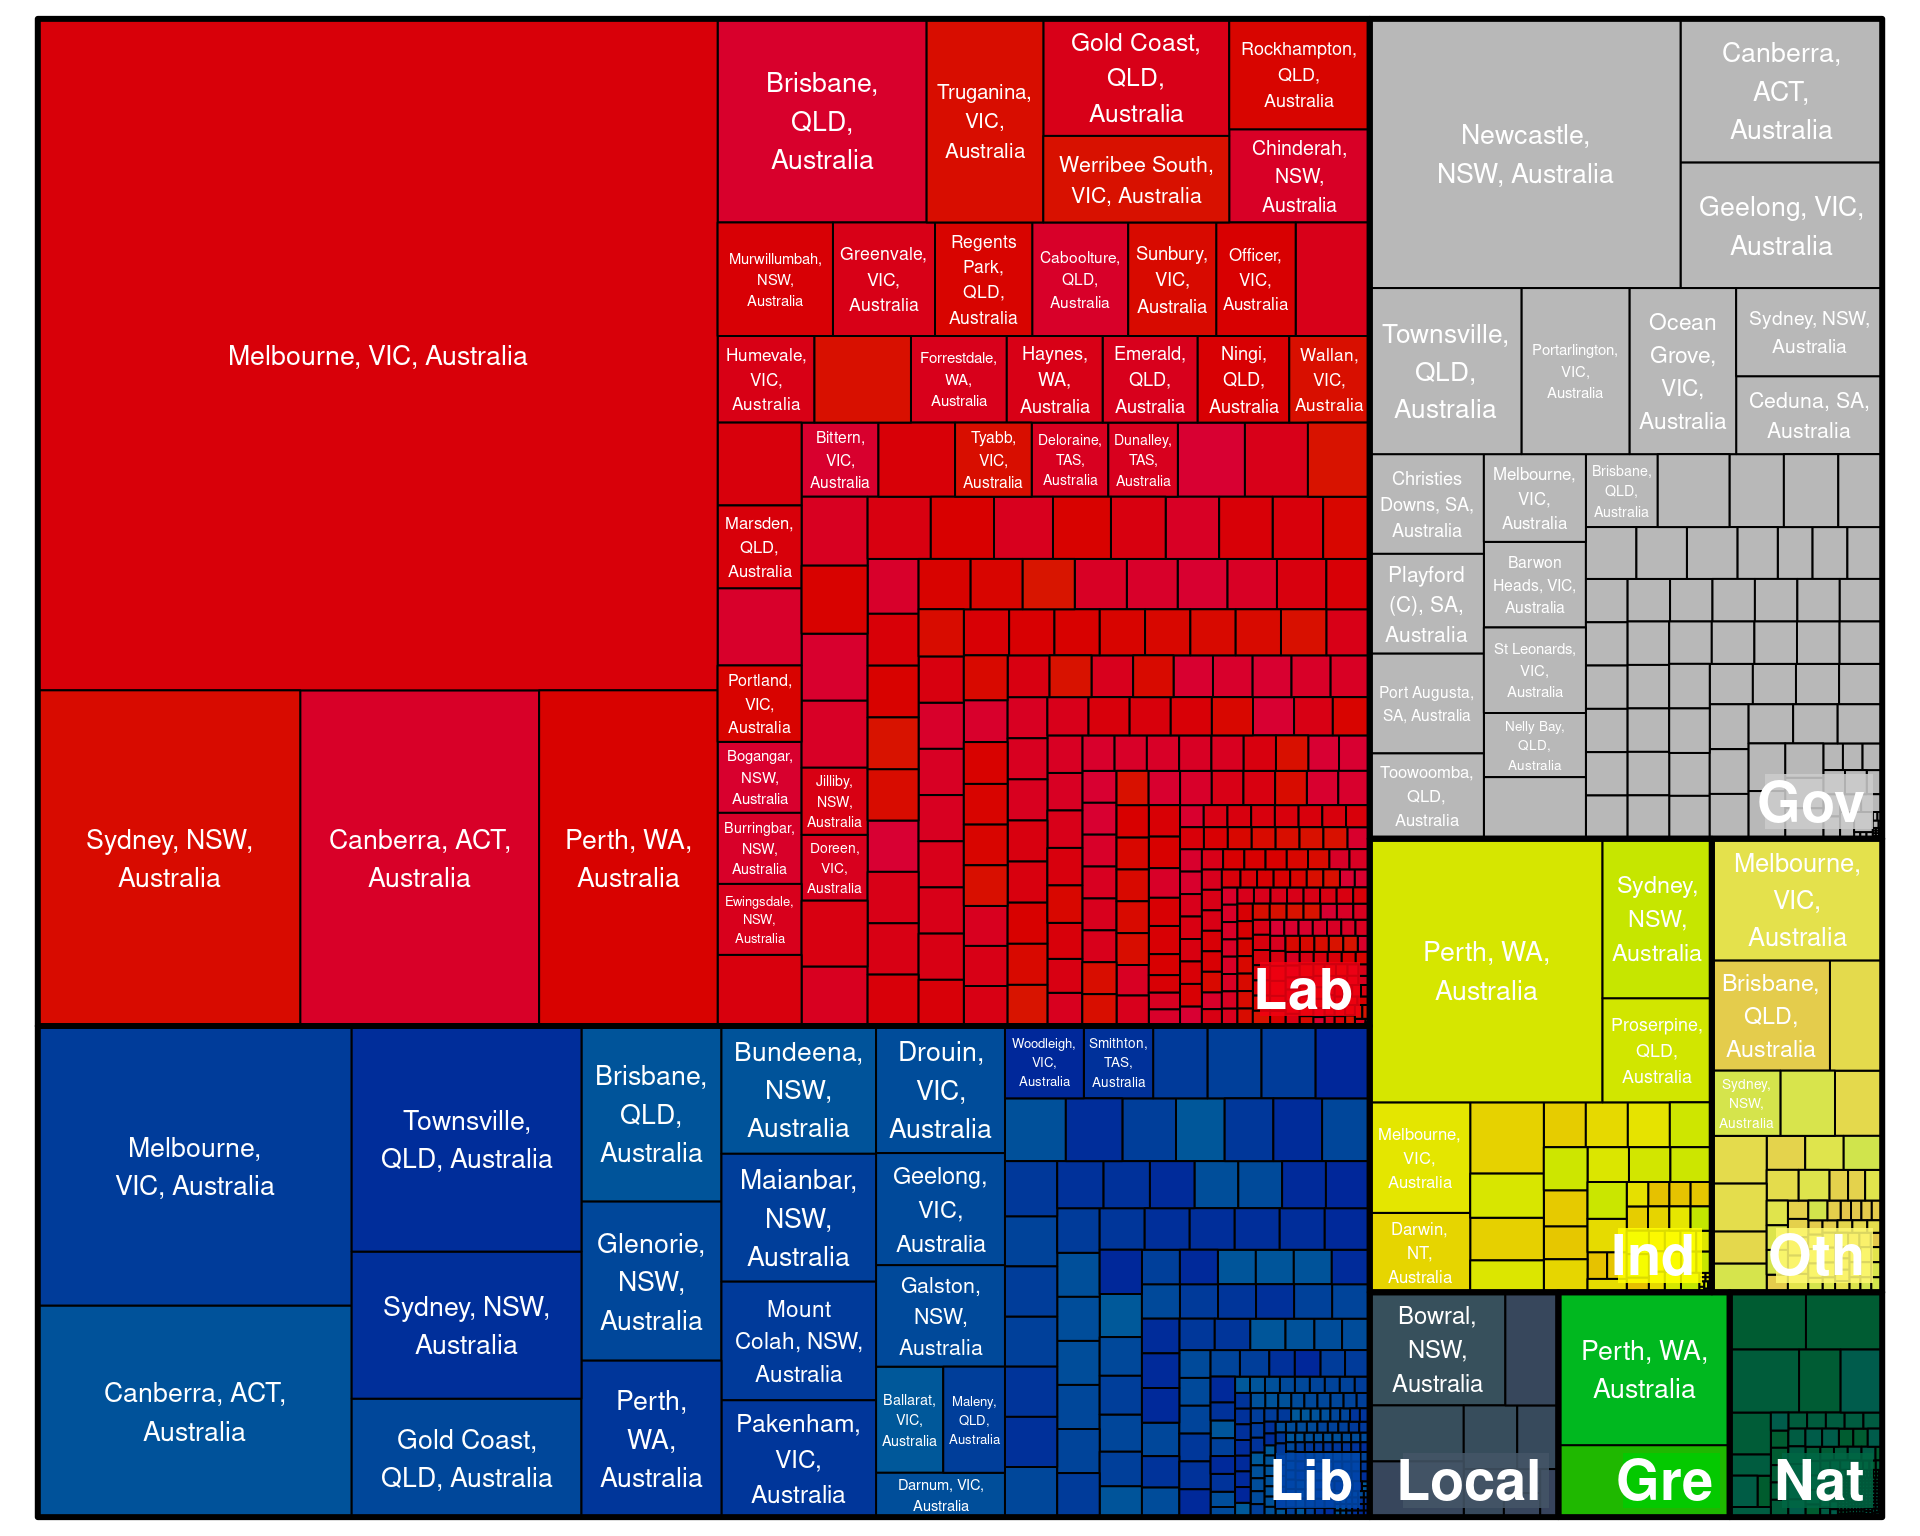 Melbourne, VIC, Australia
Sydney, NSW,
Australia
Canberra, ACT,
Australia
Perth, WA,
Australia
Brisbane,
QLD,
Australia
Truganina,
VIC,
Australia
Gold Coast,
QLD,
Australia
Werribee South,
VIC, Australia
Rockhampton,
QLD,
Australia
Chinderah,
NSW,
Australia
Murwillumbah,
NSW,
Australia
Greenvale,
VIC,
Australia
Regents
Park,
QLD,
Australia
Caboolture,
QLD,
Australia
Sunbury,
VIC,
Australia
Officer,
VIC,
Australia
Humevale,
VIC,
Australia
Forrestdale,
WA,
Australia
Haynes,
WA,
Australia
Emerald,
QLD,
Australia
Ningi,
QLD,
Australia
Wallan,
VIC,
Australia
Bittern,
VIC,
Australia
Tyabb,
VIC,
Australia
Deloraine,
TAS,
Australia
Dunalley,
TAS,
Australia
Marsden,
QLD,
Australia
Portland,
VIC,
Australia
Bogangar,
NSW,
Australia
Burringbar,
NSW,
Australia
Ewingsdale,
NSW,
Australia
Jilliby,
NSW,
Australia
Doreen,
VIC,
Australia
Lab
Newcastle,
NSW, Australia
Canberra,
ACT,
Australia
Geelong, VIC,
Australia
Townsville,
QLD,
Australia
Portarlington,
VIC,
Australia
Ocean
Grove,
VIC,
Australia
Sydney, NSW,
Australia
Ceduna, SA,
Australia
Christies
Downs, SA,
Australia
Playford
(C), SA,
Australia
Port Augusta,
SA, Australia
Toowoomba,
QLD,
Australia
Melbourne,
VIC,
Australia
Barwon
Heads, VIC,
Australia
St Leonards,
VIC,
Australia
Nelly Bay,
QLD,
Australia
Brisbane,
QLD,
Australia
Gov
Perth, WA,
Australia
Sydney,
NSW,
Australia
Proserpine,
QLD,
Australia
Melbourne,
VIC,
Australia
Darwin,
NT,
Australia
Ind
Melbourne,
VIC,
Australia
Brisbane,
QLD,
Australia
Sydney,
NSW,
Australia
Oth
Melbourne,
VIC, Australia
Canberra, ACT,
Australia
Townsville,
QLD, Australia
Sydney, NSW,
Australia
Gold Coast,
QLD, Australia
Brisbane,
QLD,
Australia
Glenorie,
NSW,
Australia
Perth,
WA,
Australia
Bundeena,
NSW,
Australia
Maianbar,
NSW,
Australia
Mount
Colah, NSW,
Australia
Pakenham,
VIC,
Australia
Drouin,
VIC,
Australia
Geelong,
VIC,
Australia
Galston,
NSW,
Australia
Ballarat,
VIC,
Australia
Maleny,
QLD,
Australia
Darnum, VIC,
Australia
Woodleigh,
VIC,
Australia
Smithton,
TAS,
Australia
Lib
Bowral,
NSW,
Australia
Local
Perth, WA,
Australia
Gre
Nat